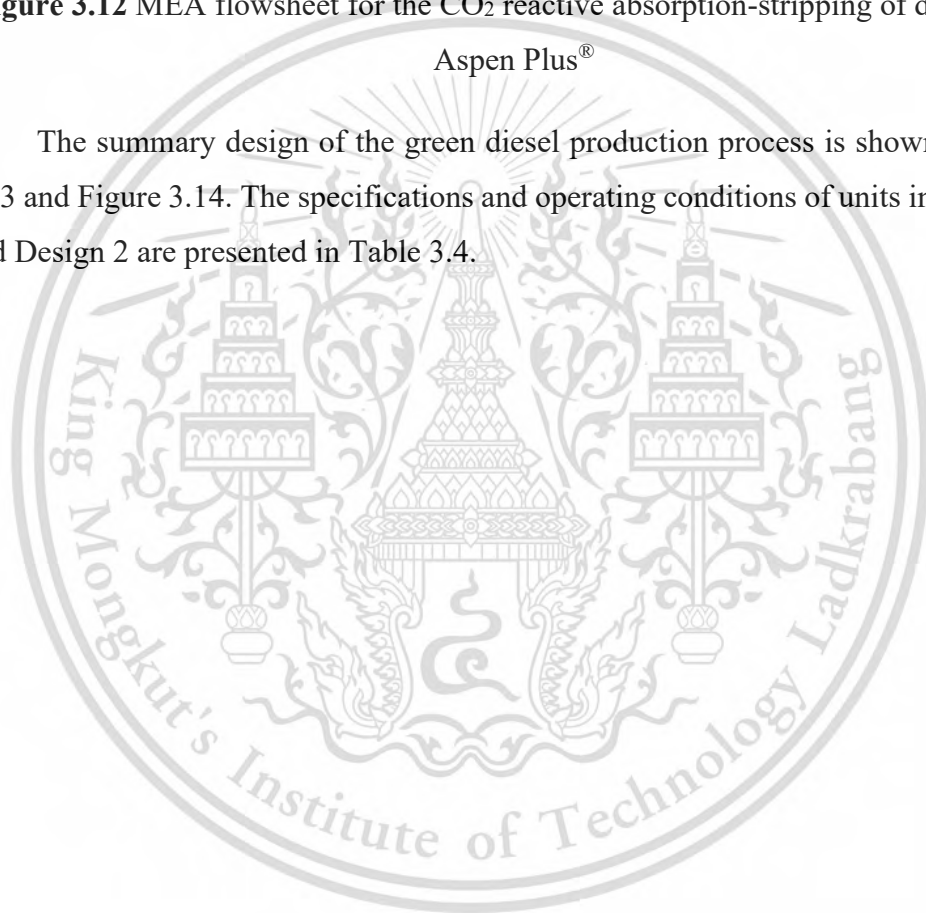 igure 3.12 MEA flowsheet for the CO2 reactive absorption-stripping of d
Aspen Plus®
The summary design of the green diesel production process is shown
3 and Figure 3.14. The specifications and operating conditions of units in
d Design 2 are presented in Table 3.4.
King Mongkut's Institute of Technology Ladkrabang